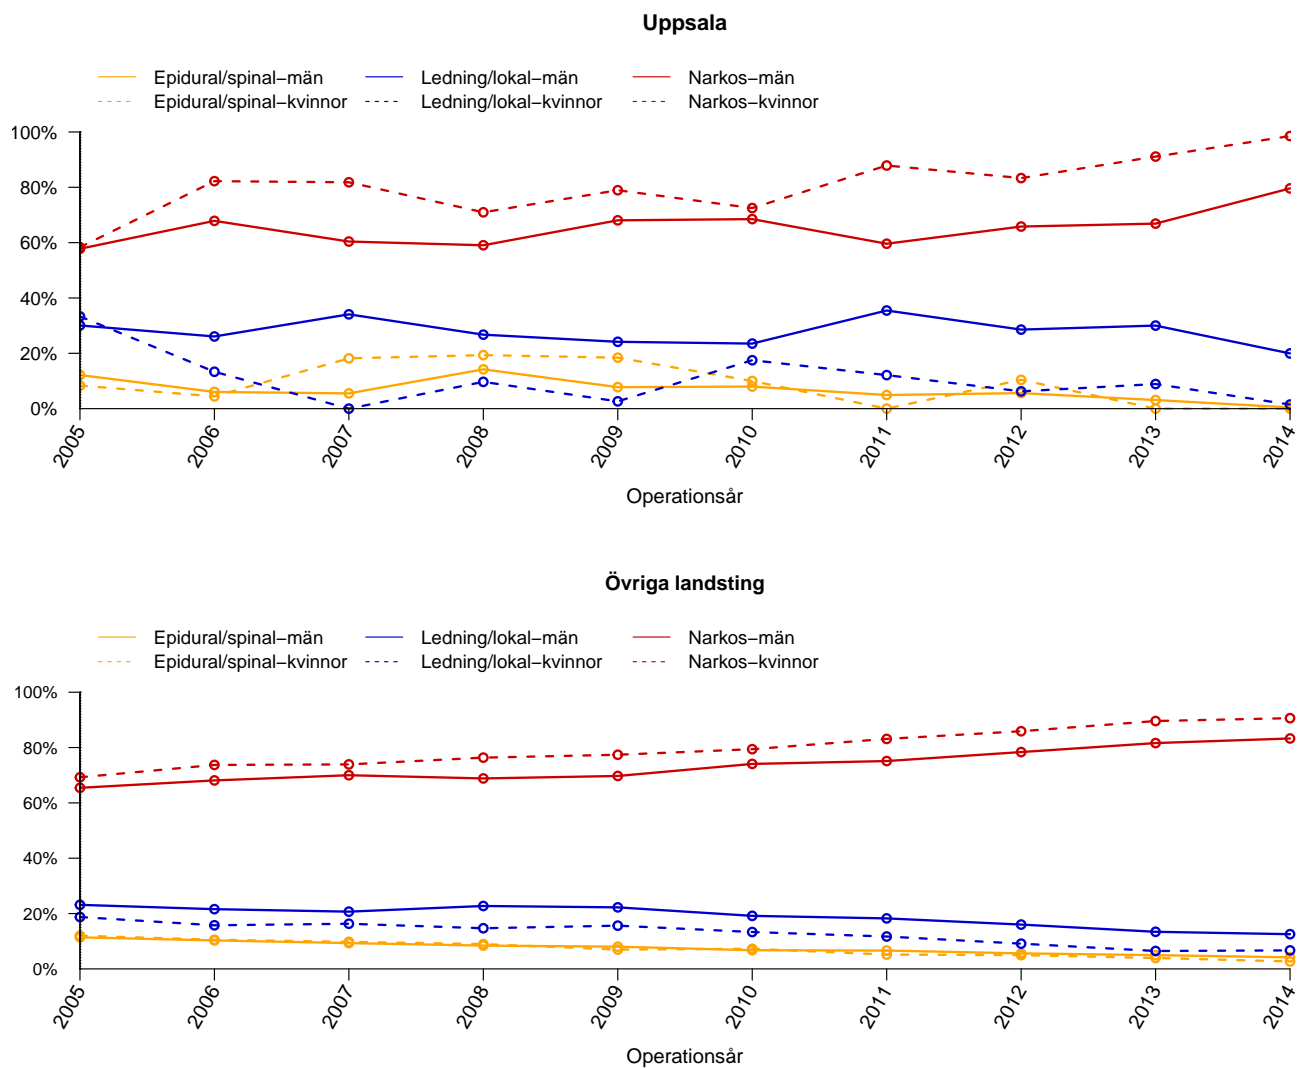 Uppsala
Epidural/spinal−män Ledning/lokal−män Narkos−män
Epidural/spinal−kvinnor Ledning/lokal−kvinnor Narkos−kvinnor
100%
80%
60%
40%
20%
0%
2005 2006 2007 2008 2009 2010 2011 2012 2013 2014
Operationsår
Övriga landsting
Epidural/spinal−män Ledning/lokal−män Narkos−män
Epidural/spinal−kvinnor Ledning/lokal−kvinnor Narkos−kvinnor
100%
80%
60%
40%
20%
0%
2005 2006 2007 2008 2009 2010 2011 2012 2013 2014
Operationsår